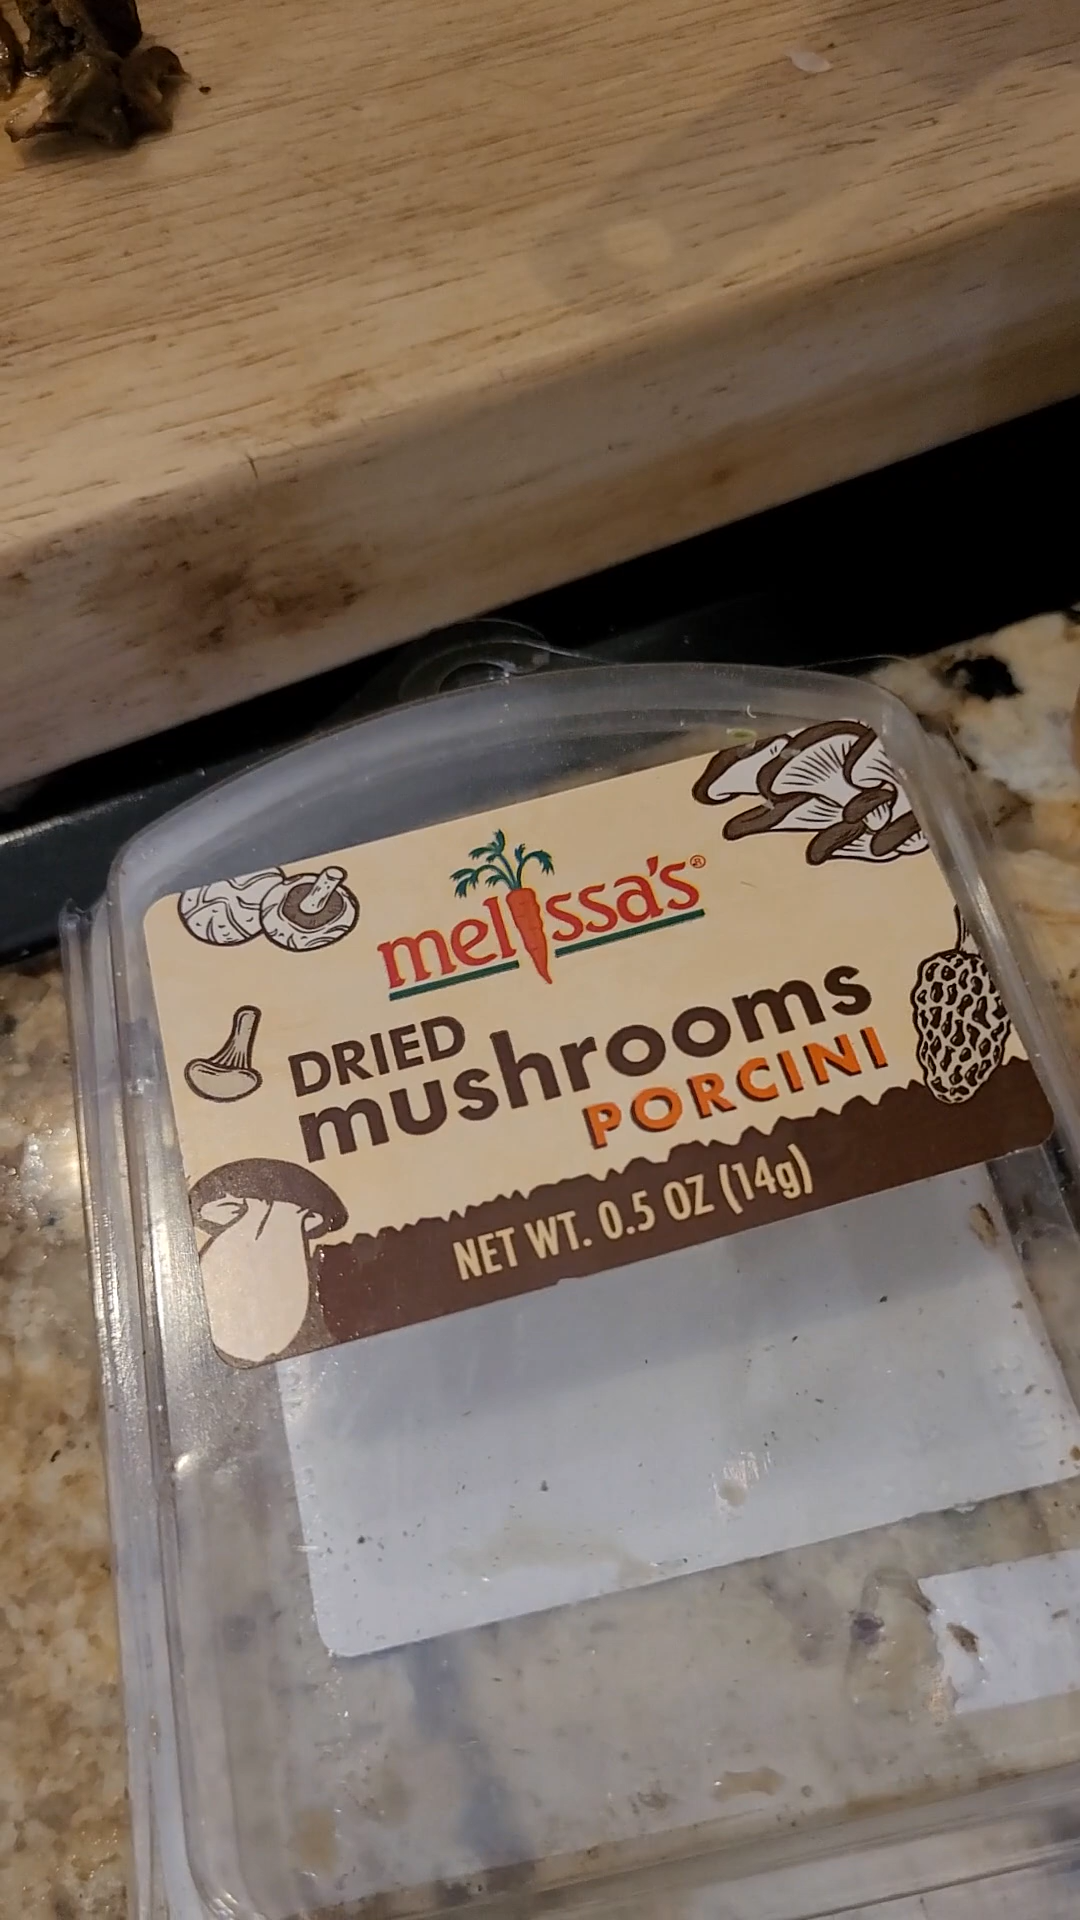 melissa's®
DRIED
mushrooms
PORCINI
NET WT. 0.5 OZ (14g)